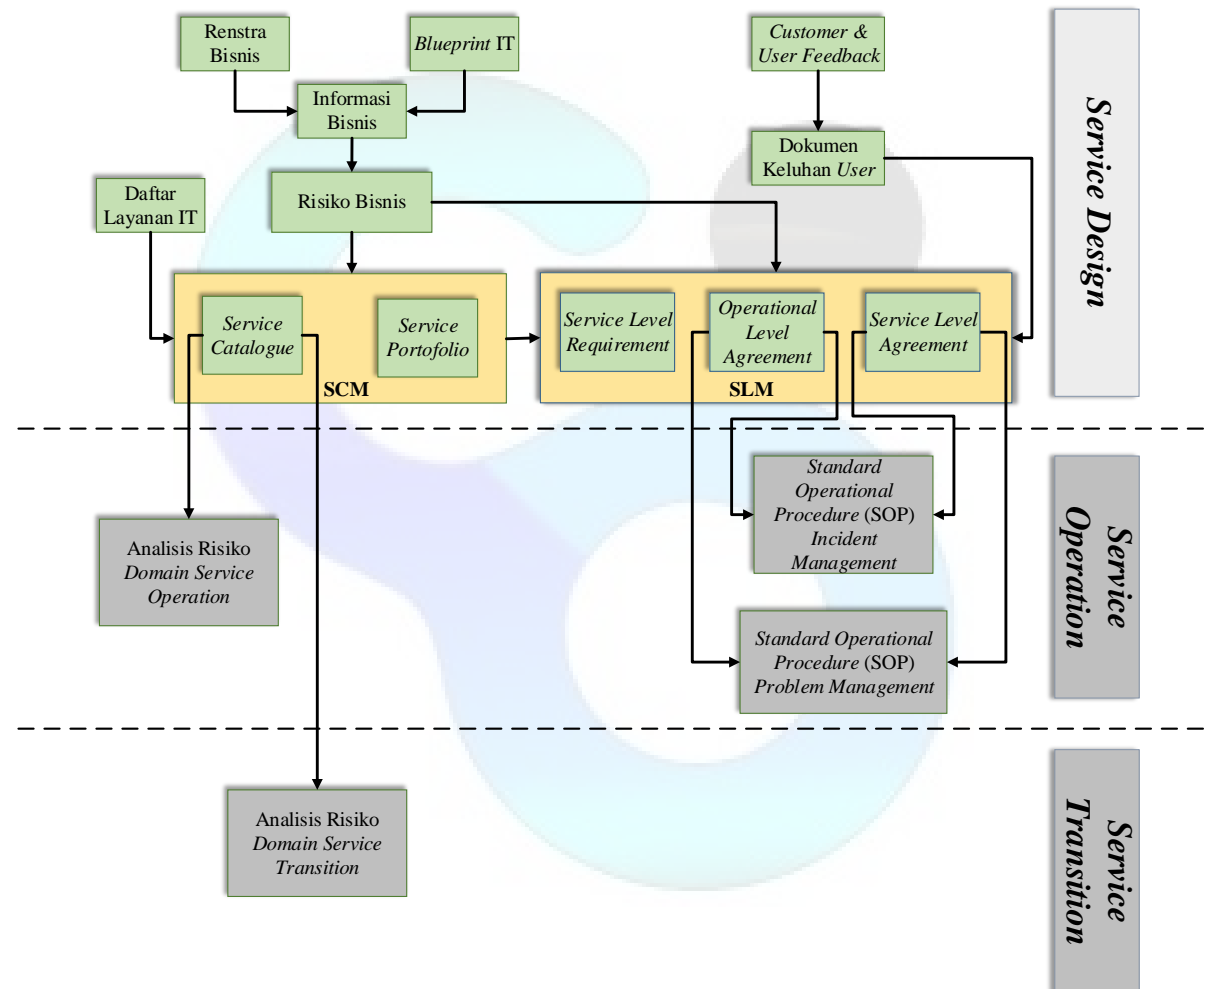 Renstra
Bisnis
Blueprint IT
Customer &
User Feedback
Informasi
Bisnis
Dokumen
Keluhan User
Daftar
Layanan IT
Risiko Bisnis
Service
Catalogue
Service
Portofolio
SCM
Service Level
Requirement
Operational
Level
Agreement
Service Level
Agreement
SLM
Service Design
Standard
Operational
Procedure (SOP)
Incident
Management
Analisis Risiko
Domain Service
Operation
Standard Operational
Procedure (SOP)
Problem Management
Service
Operation
Analisis Risiko
Domain Service
Transition
Service
Transition